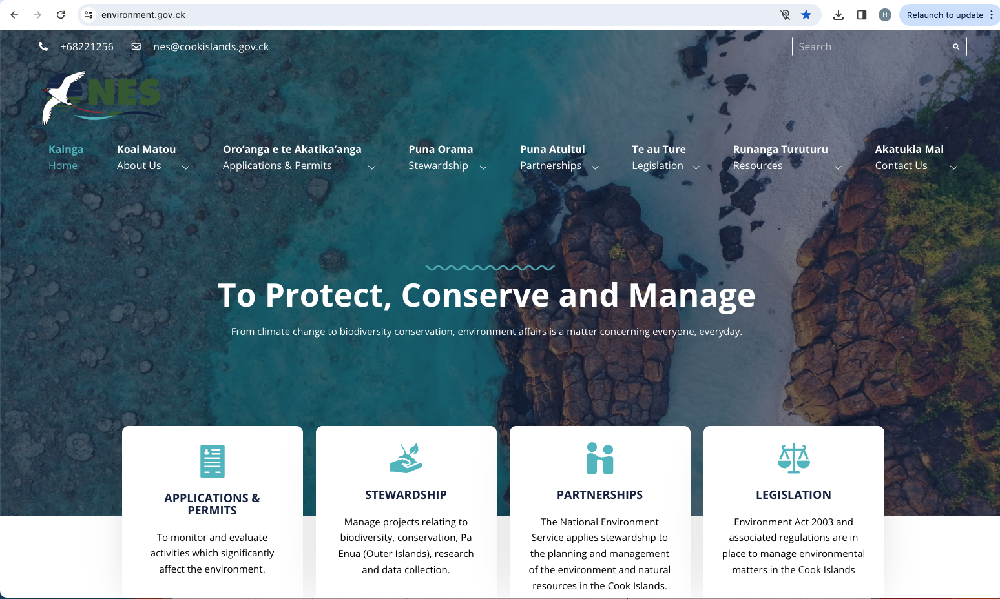 environment.gov.ck
H
Relaunch to update
+68221256
nes@cookislands.gov.ck
Search
NES
Kainga
Home
Koai Matou
About Us
Oro’anga e te Akatika’anga
Applications & Permits
Puna Orama
Stewardship
Puna Atuitui
Partnerships
Te au Ture
Legislation
Runanga Turuturu
Resources
Akatukia Mai
Contact Us
To Protect, Conserve and Manage
From climate change to biodiversity conservation, environment affairs is a matter concerning everyone, everyday.
APPLICATIONS &
PERMITS
To monitor and evaluate
activities which significantly
affect the environment.
STEWARDSHIP
Manage projects relating to
biodiversity, conservation, Pa
Enua (Outer Islands), research
and data collection.
PARTNERSHIPS
The National Environment
Service applies stewardship to
the planning and management
of the environment and natural
resources in the Cook Islands.
LEGISLATION
Environment Act 2003 and
associated regulations are in
place to manage environmental
matters in the Cook Islands